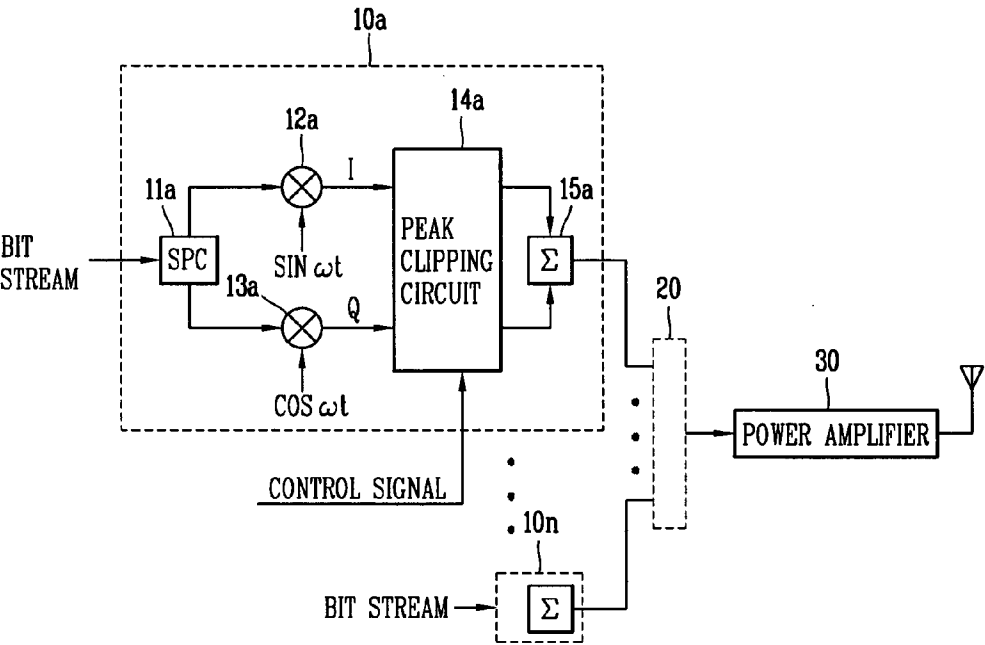 10a
12a
14a
I
11a
15a
PEAK
CLIPPING
CIRCUIT
BIT
STREAM
SPC
SIN ωt
Σ
13a
20
Q
30
COS ωt
POWER AMPLIFIER
CONTROL SIGNAL
10n
BIT STREAM
Σ